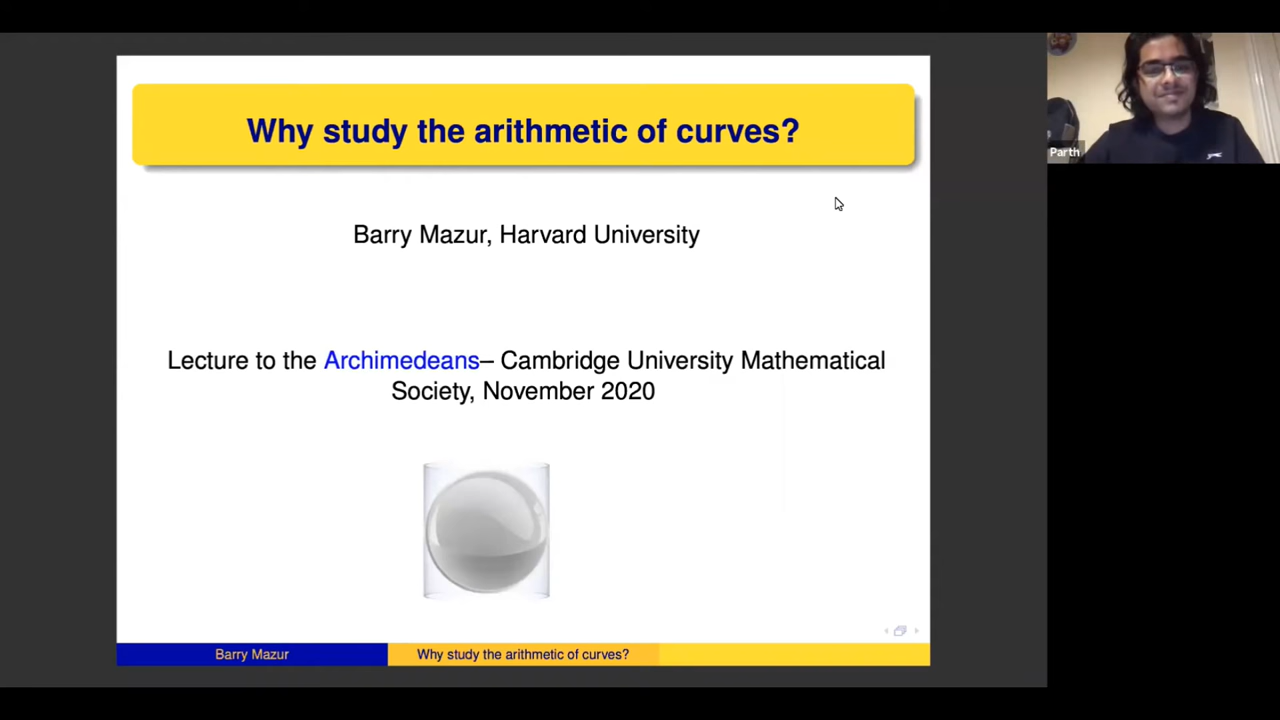 Why study the arithmetic of curves?
Barry Mazur, Harvard University
Lecture to the Archimedeans– Cambridge University Mathematical
Society, November 2020
Barry Mazur
Why study the arithmetic of curves?
Parth